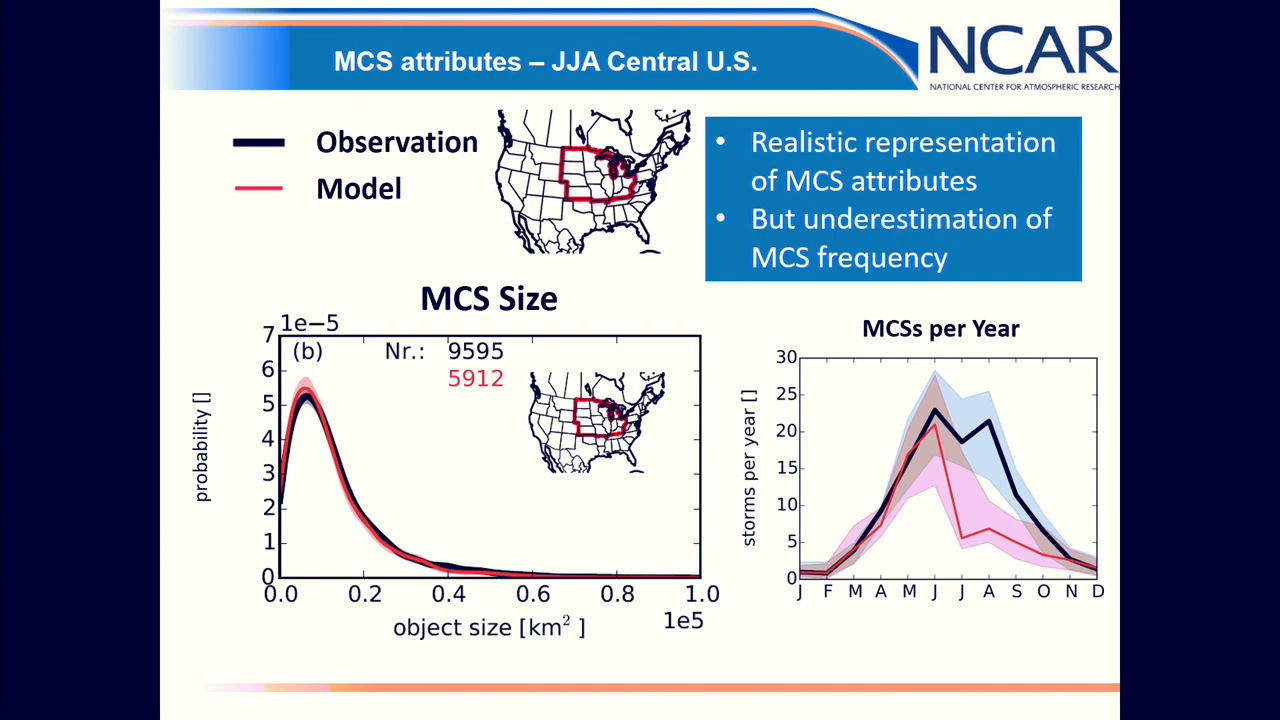 MCS attributes – JJA Central U.S.
NCAR
NATIONAL CENTER FOR ATMOSPHERIC RESEARCH
Observation
Model
• Realistic representation
of MCS attributes
• But underestimation of
MCS frequency
MCS Size
1e−5
(b) Nr.: 9595
5912
7
6
5
4
3
2
1
0
probability []
0.0 0.2 0.4 0.6 0.8 1.0
1e5
object size [km² ]
MCSs per Year
30
25
20
15
10
5
0
storms per year []
J F M A M J J A S O N D